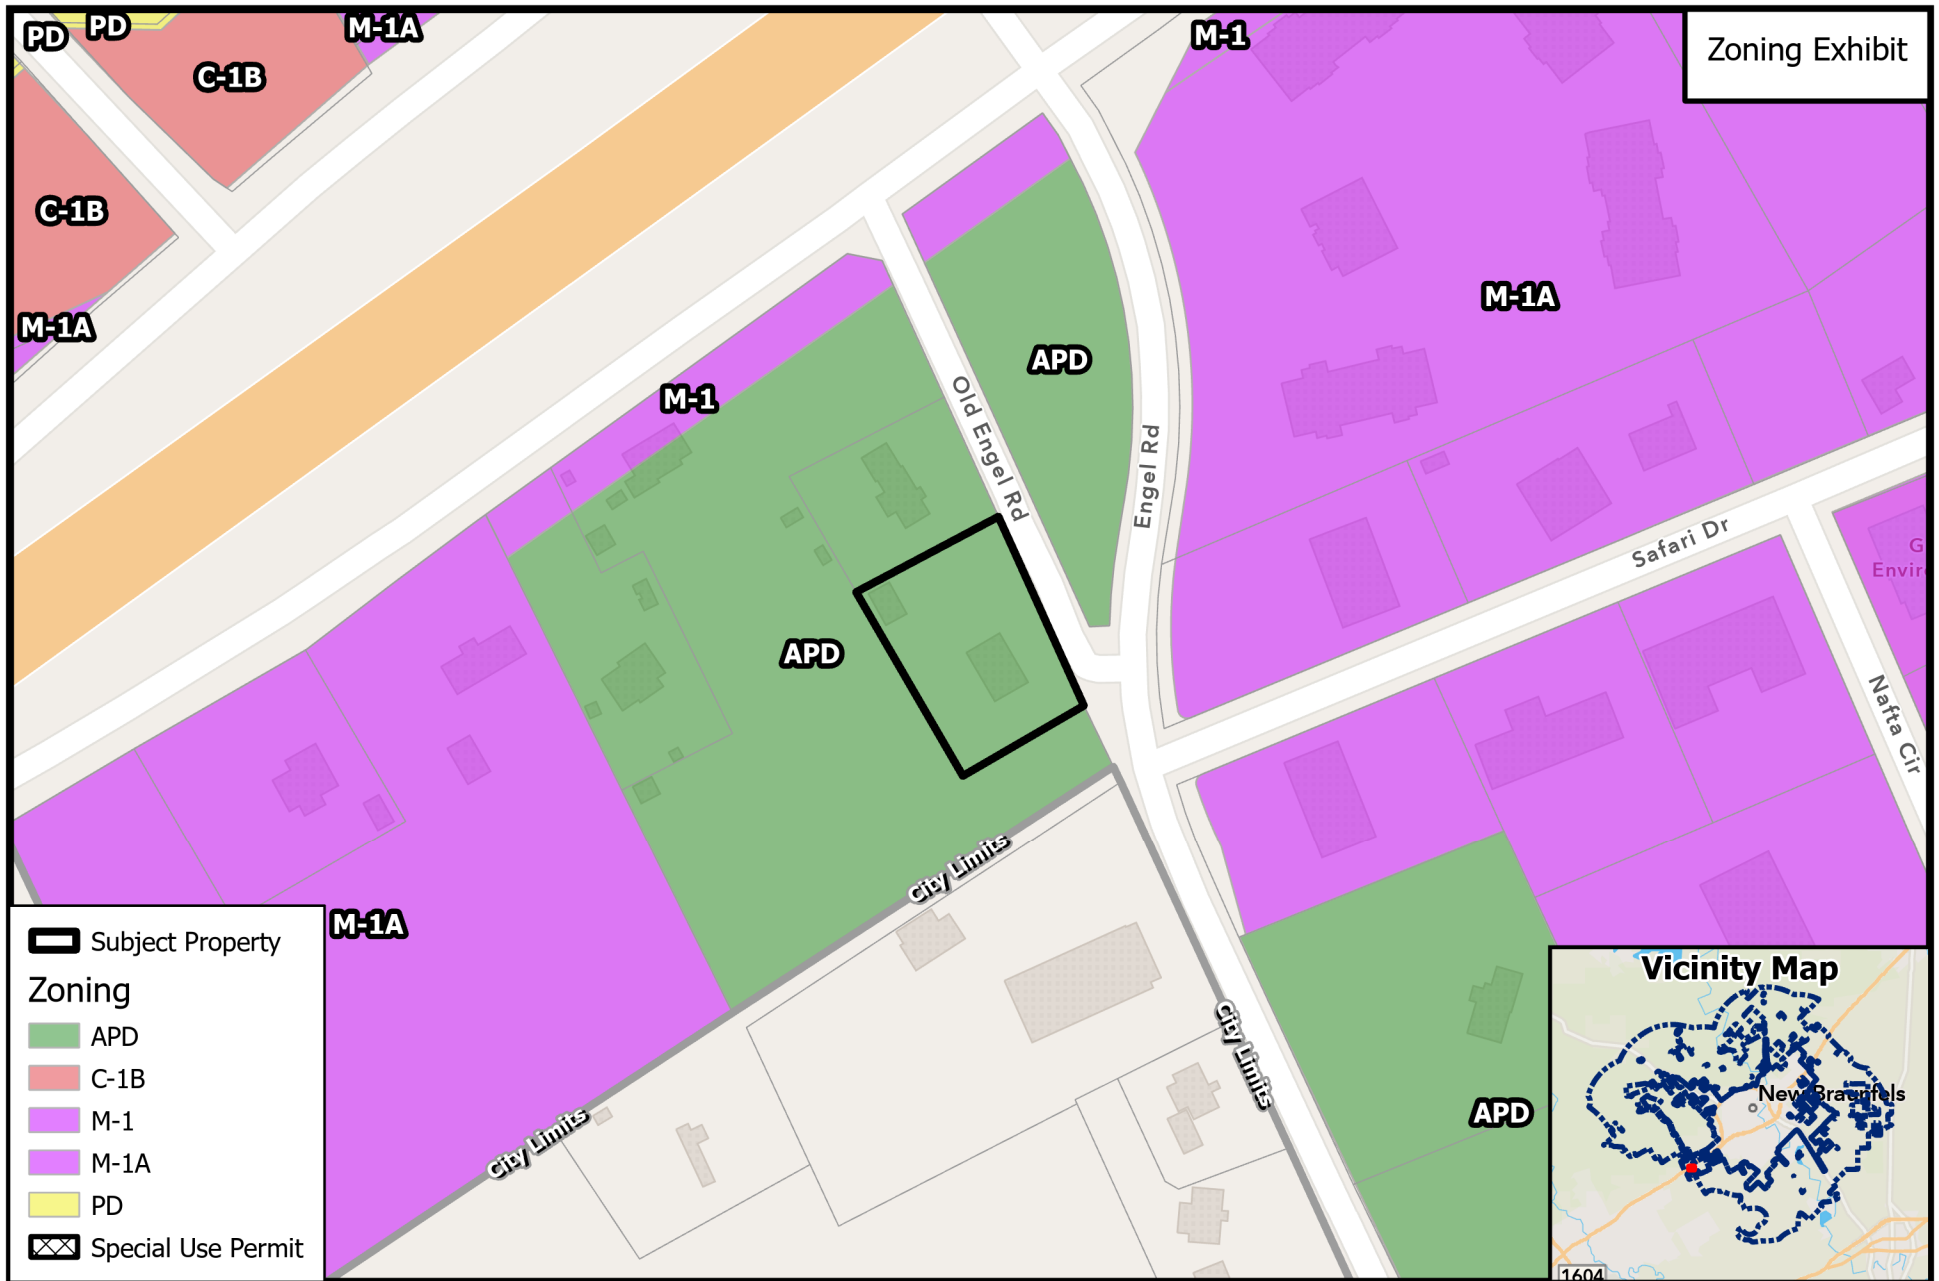 PD
PD
M-1A
M-1
Zoning Exhibit
C-1B
C-1B
M-1A
M-1A
APD
M-1
Old Engel Rd
Engel Rd
Safari Dr
G
Envir
APD
Nafta Cir
City Limits
M-1A
City Limits
City Limits
APD
Subject Property
Zoning
APD
C-1B
M-1
M-1A
PD
Special Use Permit
Vicinity Map
New Braunfels
1604